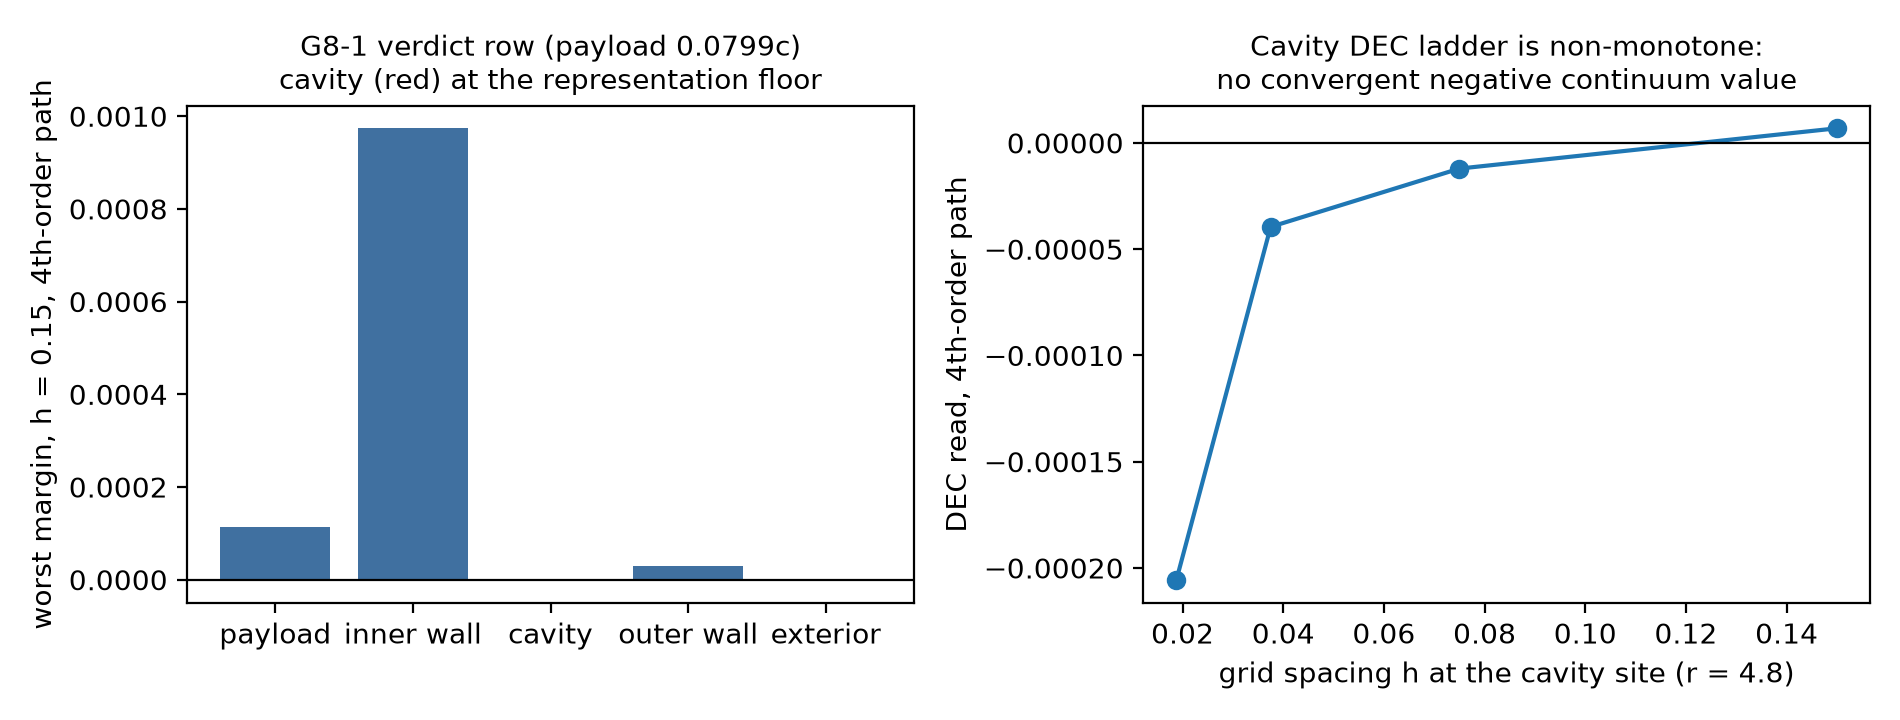 G8-1 verdict row (payload 0.0799c)
cavity (red) at the representation floor
worst margin, h = 0.15, 4th-order path
0.0010
0.0008
0.0006
0.0004
0.0002
0.0000
payload inner wall cavity outer wall exterior
Cavity DEC ladder is non-monotone:
no convergent negative continuum value
DEC read, 4th-order path
0.00000
−0.00005
−0.00010
−0.00015
−0.00020
0.02 0.04 0.06 0.08 0.10 0.12 0.14
grid spacing h at the cavity site (r = 4.8)